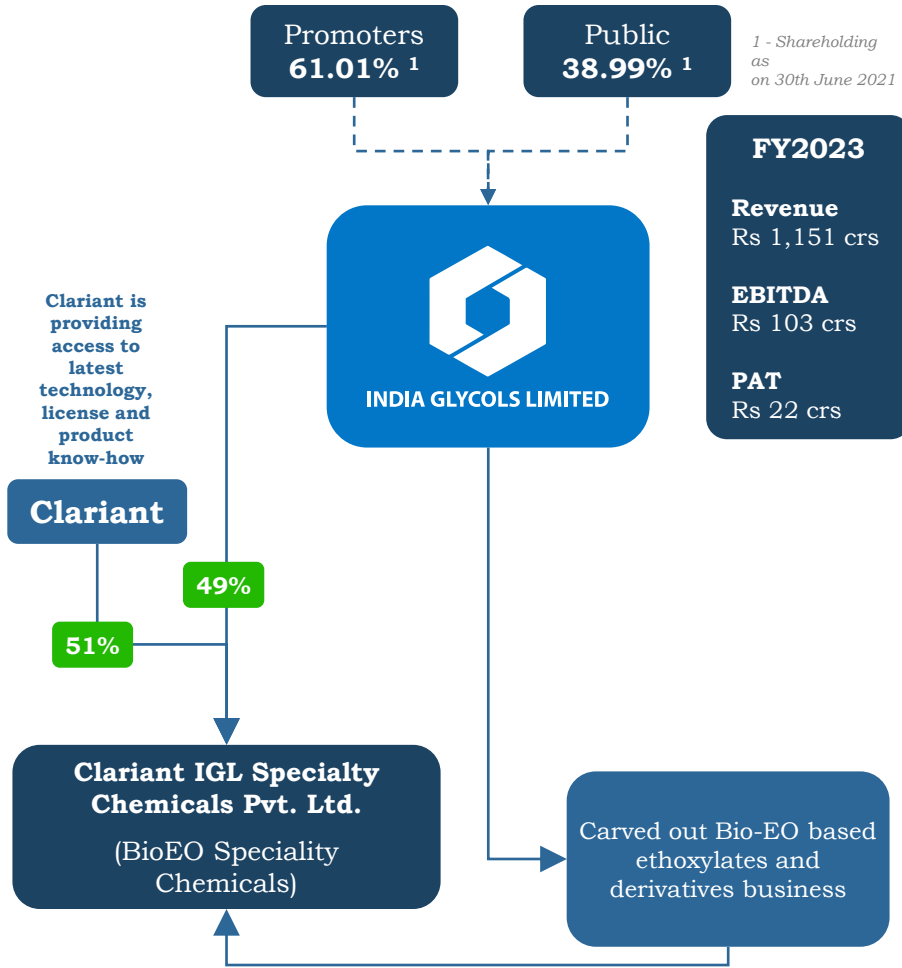 Promoters
61.01% 1
Public
38.99% 1
1 - Shareholding
as
on 30th June 2021
FY2023
Revenue
Rs 1,151 crs
EBITDA
Rs 103 crs
PAT
Rs 22 crs
INDIA GLYCOLS LIMITED
Clariant is
providing
access to
latest
technology,
license and
product
know-how
Clariant
49%
51%
Clariant IGL Specialty
Chemicals Pvt. Ltd.
(BioEO Speciality
Chemicals)
Carved out Bio-EO based
ethoxylates and
derivatives business